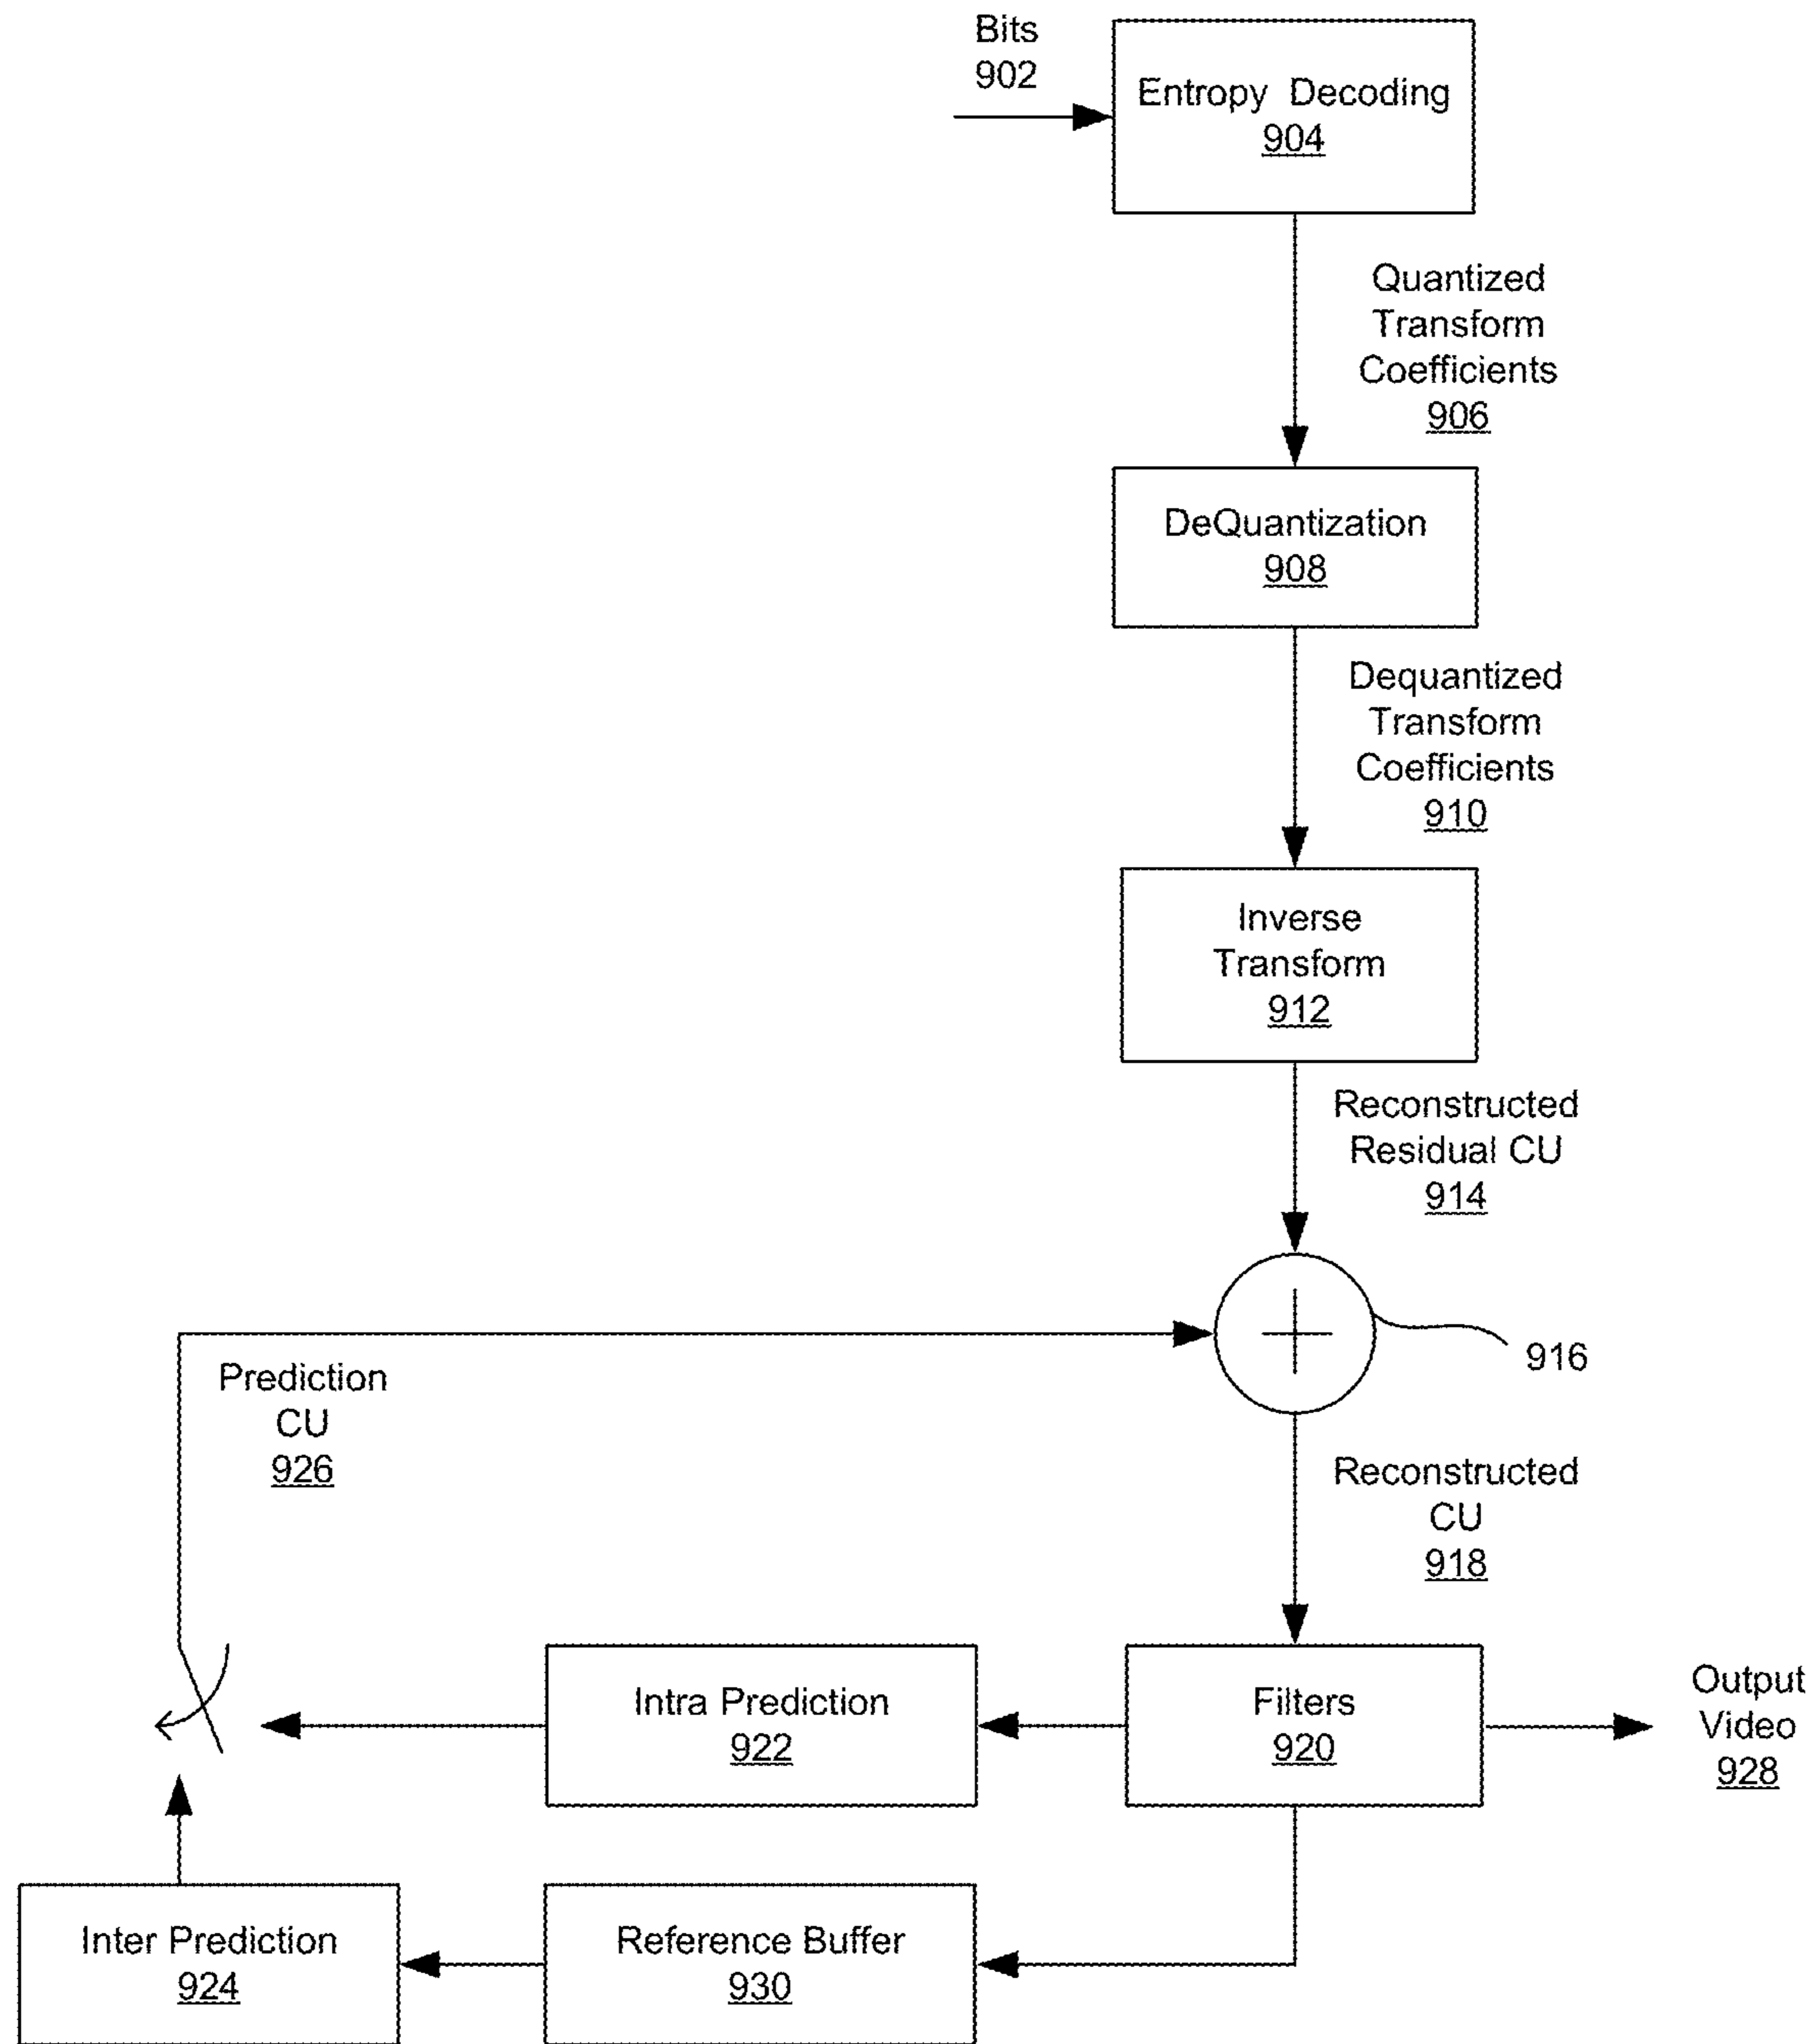 Bits
902
Entropy Decoding
904
Quantized
Transform
Coefficients
906
DeQuantization
908
Dequantized
Transform
Coefficients
910
Inverse
Transform
912
Reconstructed
Residual CU
914
916
Prediction
CU
926
Reconstructed
CU
918
Intra Prediction
922
Filters
920
Output
Video
928
Inter Prediction
924
Reference Buffer
930